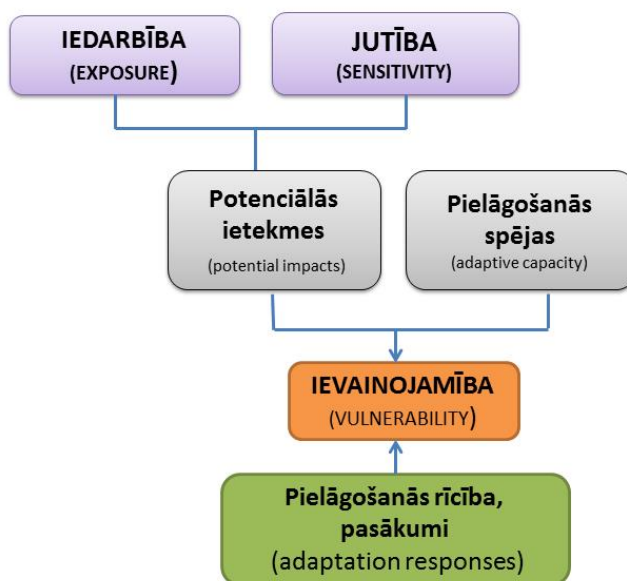 IEDARBĪBA
(EXPOSURE)
JUTĪBA
(SENSITIVITY)
Potenciālās
ietekmes
(potential impacts)
Pielāgošanās
spējas
(adaptive capacity)
IEVAINOJAMĪBA
(VULNERABILITY)
Pielāgošanās rīcība,
pasākumi
(adaptation responses)